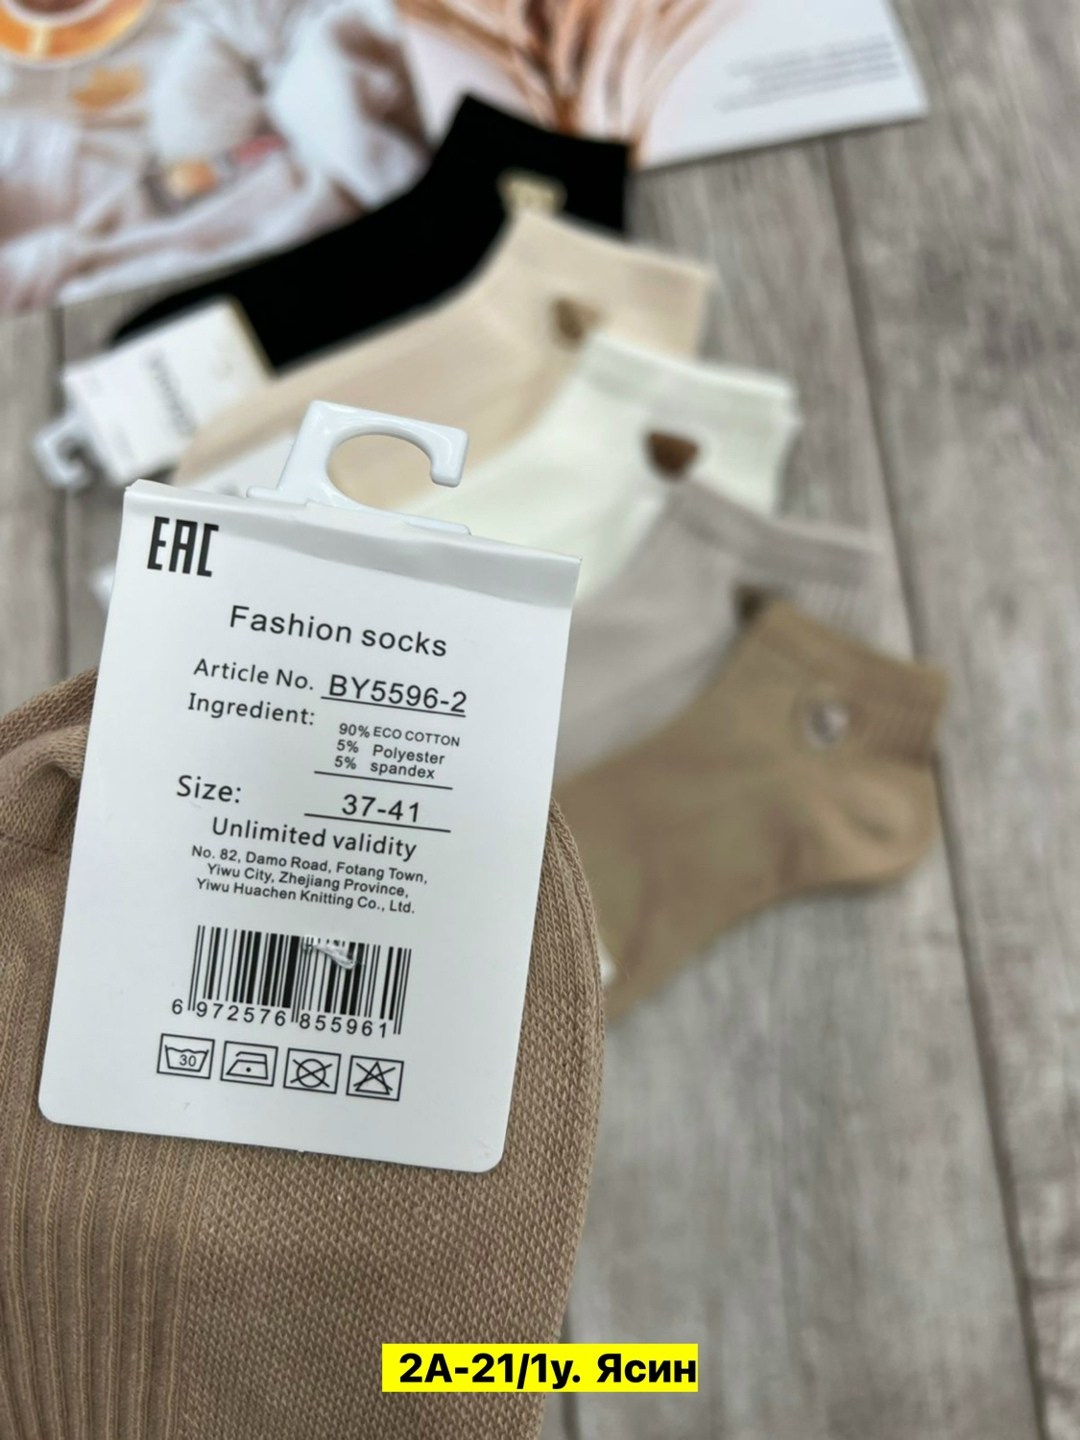 EAC
Fashion socks
Article No. BY5596-2
Ingredient:
90% ECO COTTON
5% Polyester
5% spandex
Size: 37-41
Unlimited validity
No. 82, Damo Road, Fotang Town,
Yiwu City, Zhejiang Province,
Yiwu Huachen Knitting Co., Ltd.
6 972576 855961
30
2А-21/1у. Ясин